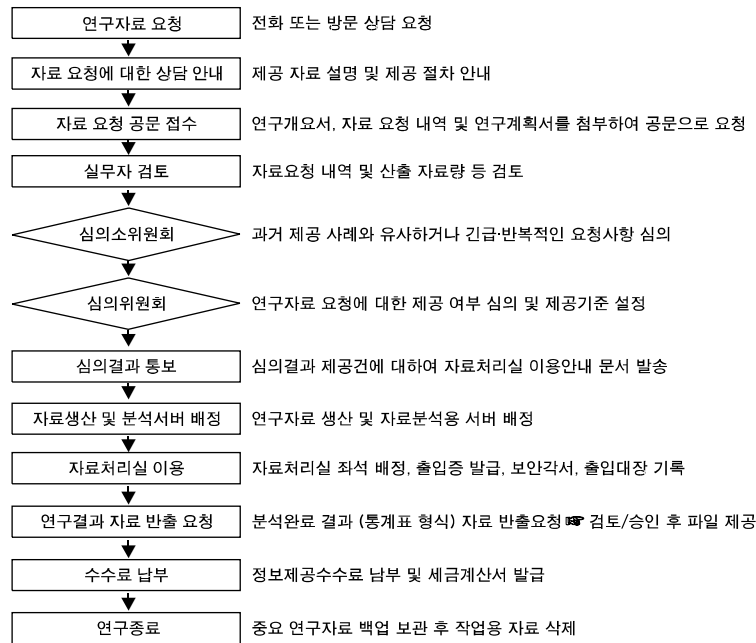 연구자료 요청 전화 또는 방문 상담 요청
자료 요청에 대한 상담 안내 제공 자료 설명 및 제공 절차 안내
자료 요청 공문 접수 연구개요서, 자료 요청 내역 및 연구계획서를 첨부하여 공문으로 요청
실무자 검토 자료요청 내역 및 산출 자료량 등 검토
심의소위원회 과거 제공 사례와 유사하거나 긴급·반복적인 요청사항 심의
심의위원회 연구자료 요청에 대한 제공 여부 심의 및 제공기준 설정
심의결과 통보 심의결과 제공건에 대하여 자료처리실 이용안내 문서 발송
자료생산 및 분석서버 배정 연구자료 생산 및 자료분석용 서버 배정
자료처리실 이용 자료처리실 좌석 배정, 출입증 발급, 보안각서, 출입대장 기록
연구결과 자료 반출 요청 분석완료 결과 (통계표 형식) 자료 반출요청 ☞ 검토/승인 후 파일 제공
수수료 납부 정보제공수수료 남부 및 세금계산서 발급
연구종료 중요 연구자료 백업 보관 후 작업용 자료 삭제